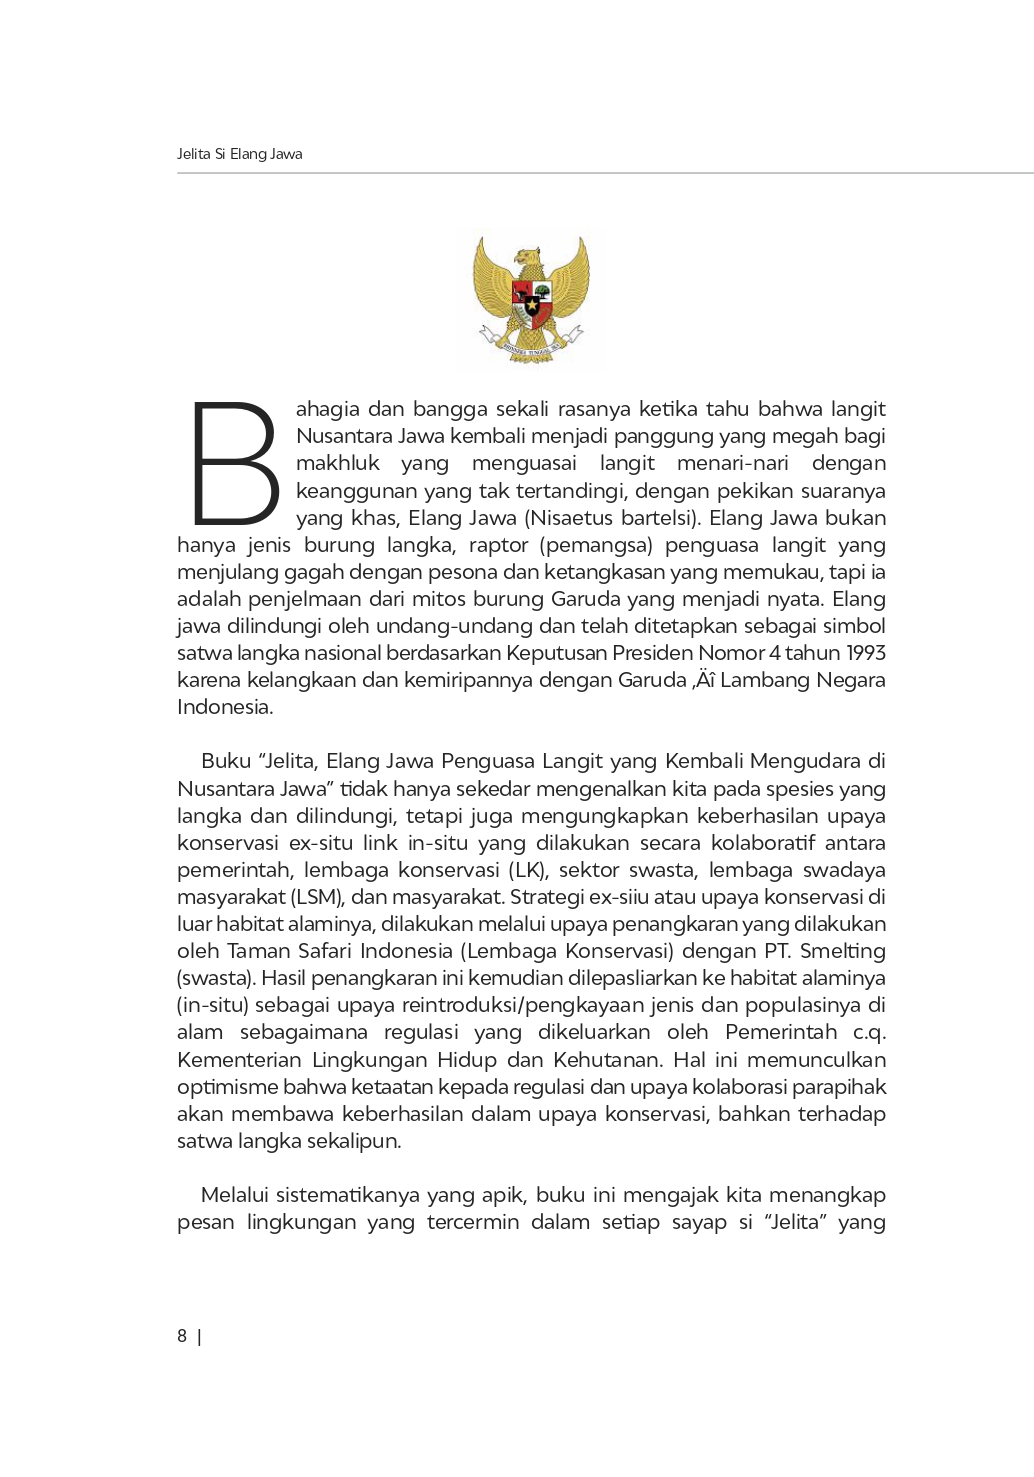 Jelita Si Elang Jawa
BHINNEKA TUNGGAL IKA
Bahagia dan bangga sekali rasanya ketika tahu bahwa langit
Nusantara Jawa kembali menjadi panggung yang megah bagi
makhluk yang menguasai langit menari-nari dengan
keanggunan yang tak tertandingi, dengan pekikan suaranya
yang khas, Elang Jawa (Nisaetus bartelsi). Elang Jawa bukan
hanya jenis burung langka, raptor (pemangsa) penguasa langit yang
menjulang gagah dengan pesona dan ketangkasan yang memukau, tapi ia
adalah penjelmaan dari mitos burung Garuda yang menjadi nyata. Elang
jawa dilindungi oleh undang-undang dan telah ditetapkan sebagai simbol
satwa langka nasional berdasarkan Keputusan Presiden Nomor 4 tahun 1993
karena kelangkaan dan kemiripannya dengan Garuda ‚Äî Lambang Negara
Indonesia.
Buku “Jelita, Elang Jawa Penguasa Langit yang Kembali Mengudara di
Nusantara Jawa” tidak hanya sekedar mengenalkan kita pada spesies yang
langka dan dilindungi, tetapi juga mengungkapkan keberhasilan upaya
konservasi ex-situ link in-situ yang dilakukan secara kolaboratif antara
pemerintah, lembaga konservasi (LK), sektor swasta, lembaga swadaya
masyarakat (LSM), dan masyarakat. Strategi ex-siiu atau upaya konservasi di
luar habitat alaminya, dilakukan melalui upaya penangkaran yang dilakukan
oleh Taman Safari Indonesia (Lembaga Konservasi) dengan PT. Smelting
(swasta). Hasil penangkaran ini kemudian dilepasliarkan ke habitat alaminya
(in-situ) sebagai upaya reintroduksi/pengkayaan jenis dan populasinya di
alam sebagaimana regulasi yang dikeluarkan oleh Pemerintah c.q.
Kementerian Lingkungan Hidup dan Kehutanan. Hal ini memunculkan
optimisme bahwa ketaatan kepada regulasi dan upaya kolaborasi parapihak
akan membawa keberhasilan dalam upaya konservasi, bahkan terhadap
satwa langka sekalipun.
Melalui sistematikanya yang apik, buku ini mengajak kita menangkap
pesan lingkungan yang tercermin dalam setiap sayap si “Jelita” yang
8 |